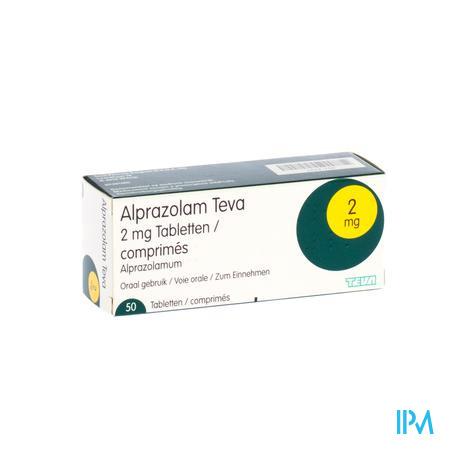 Alprazolam Teva
2 mg Tabletten /
comprimés
Alprazolamum
Oraal gebruik / Voie orale / Zum Einnehmen
50 Tabletten / comprimés
2
mg
TEVA
Alprazolam Teva
IPM